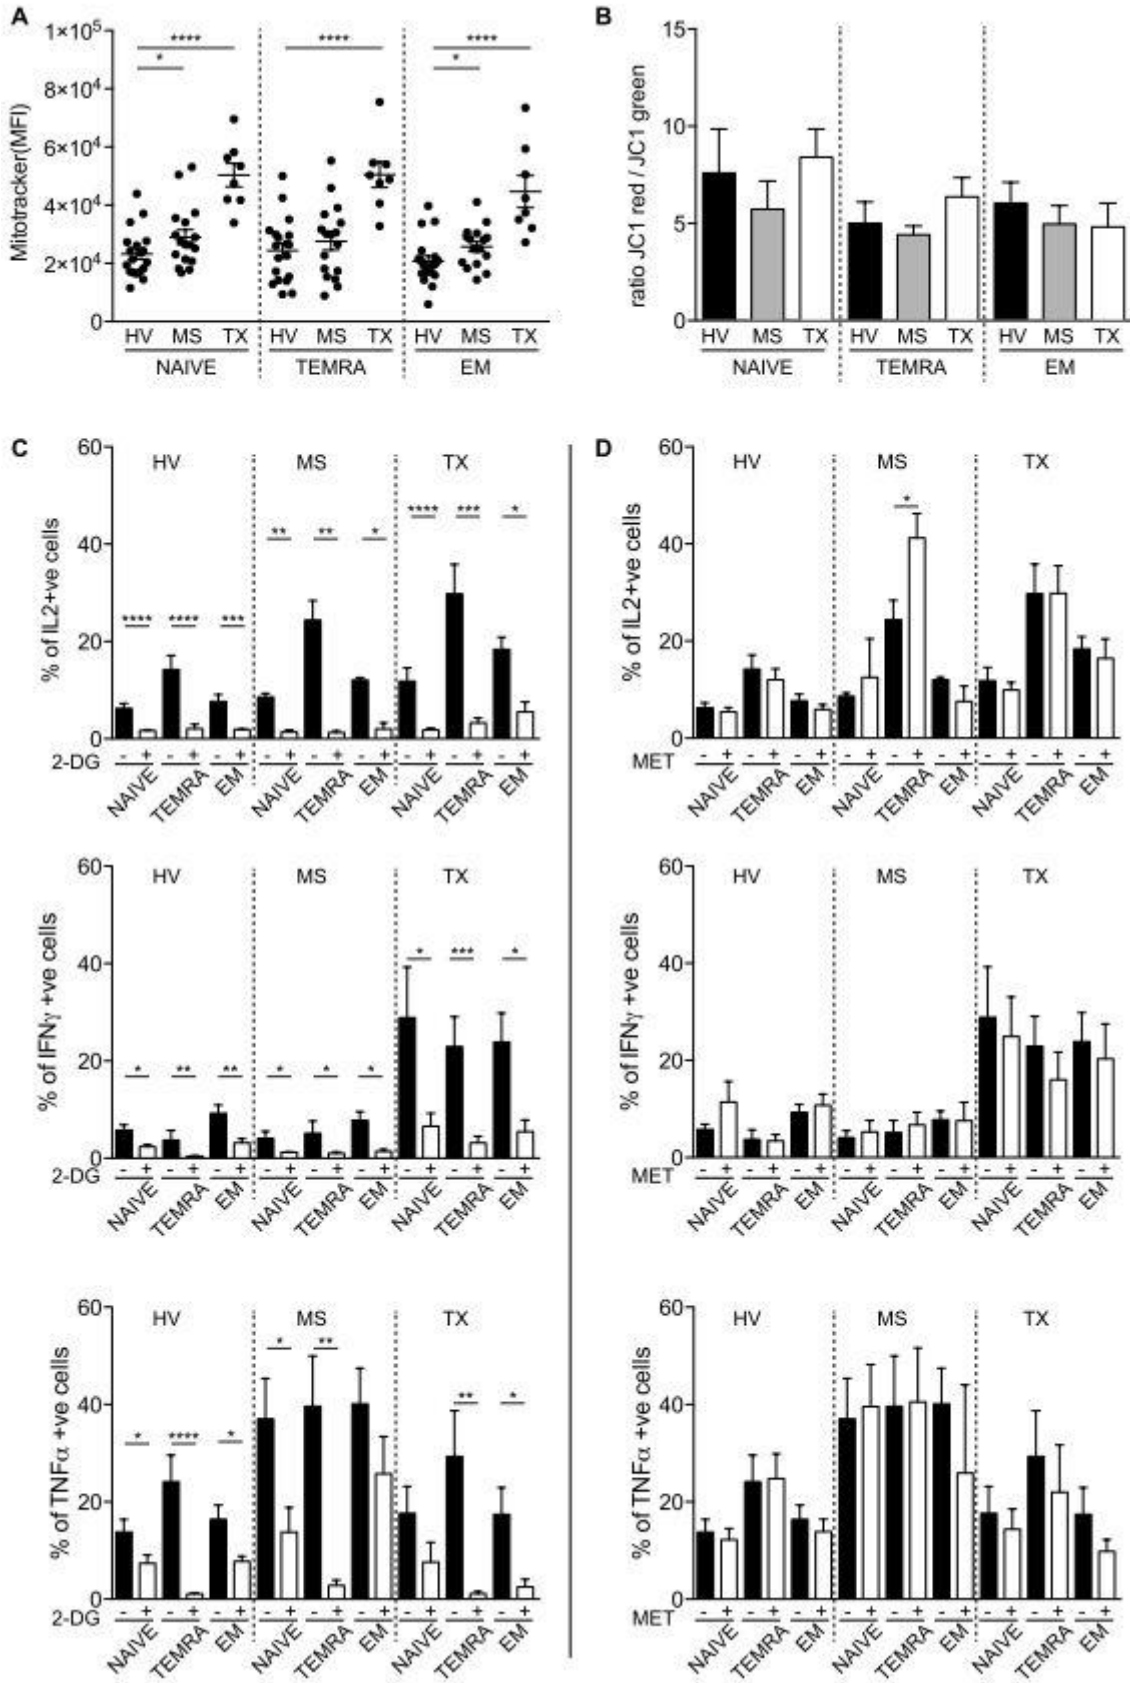 A
1×10⁵
8×10⁴
6×10⁴
4×10⁴
2×10⁴
0
Mitotracker(MFI)
****
*
****
****
*
HV MS TX HV MS TX HV MS TX
NAIVE TEMRA EM
B
15
10
5
0
ratio JC1 red / JC1 green
HV MS TX HV MS TX HV MS TX
NAIVE TEMRA EM
C
60
40
20
0
% of IL2+ve cells
HV MS TX
**** **** ***
** ** *
**** *** *
2-DG - + - + - + - + - + - + - + - + - +
NAIVE TEMRA EM NAIVE TEMRA EM NAIVE TEMRA EM
60
40
20
0
% of IFNγ +ve cells
HV MS TX
* ** **
* * *
* *** *
2-DG - + - + - + - + - + - + - + - + - +
NAIVE TEMRA EM NAIVE TEMRA EM NAIVE TEMRA EM
60
40
20
0
% of TNFα +ve cells
HV MS TX
* **** *
* **
** *
2-DG - + - + - + - + - + - + - + - + - +
NAIVE TEMRA EM NAIVE TEMRA EM NAIVE TEMRA EM
D
60
40
20
0
% of IL2+ve cells
HV MS TX
*
MET - + - + - + - + - + - + - + - + - +
NAIVE TEMRA EM NAIVE TEMRA EM NAIVE TEMRA EM
60
40
20
0
% of IFNγ +ve cells
HV MS TX
MET - + - + - + - + - + - + - + - + - +
NAIVE TEMRA EM NAIVE TEMRA EM NAIVE TEMRA EM
60
40
20
0
% of TNFα +ve cells
HV MS TX
MET - + - + - + - + - + - + - + - + - +
NAIVE TEMRA EM NAIVE TEMRA EM NAIVE TEMRA EM